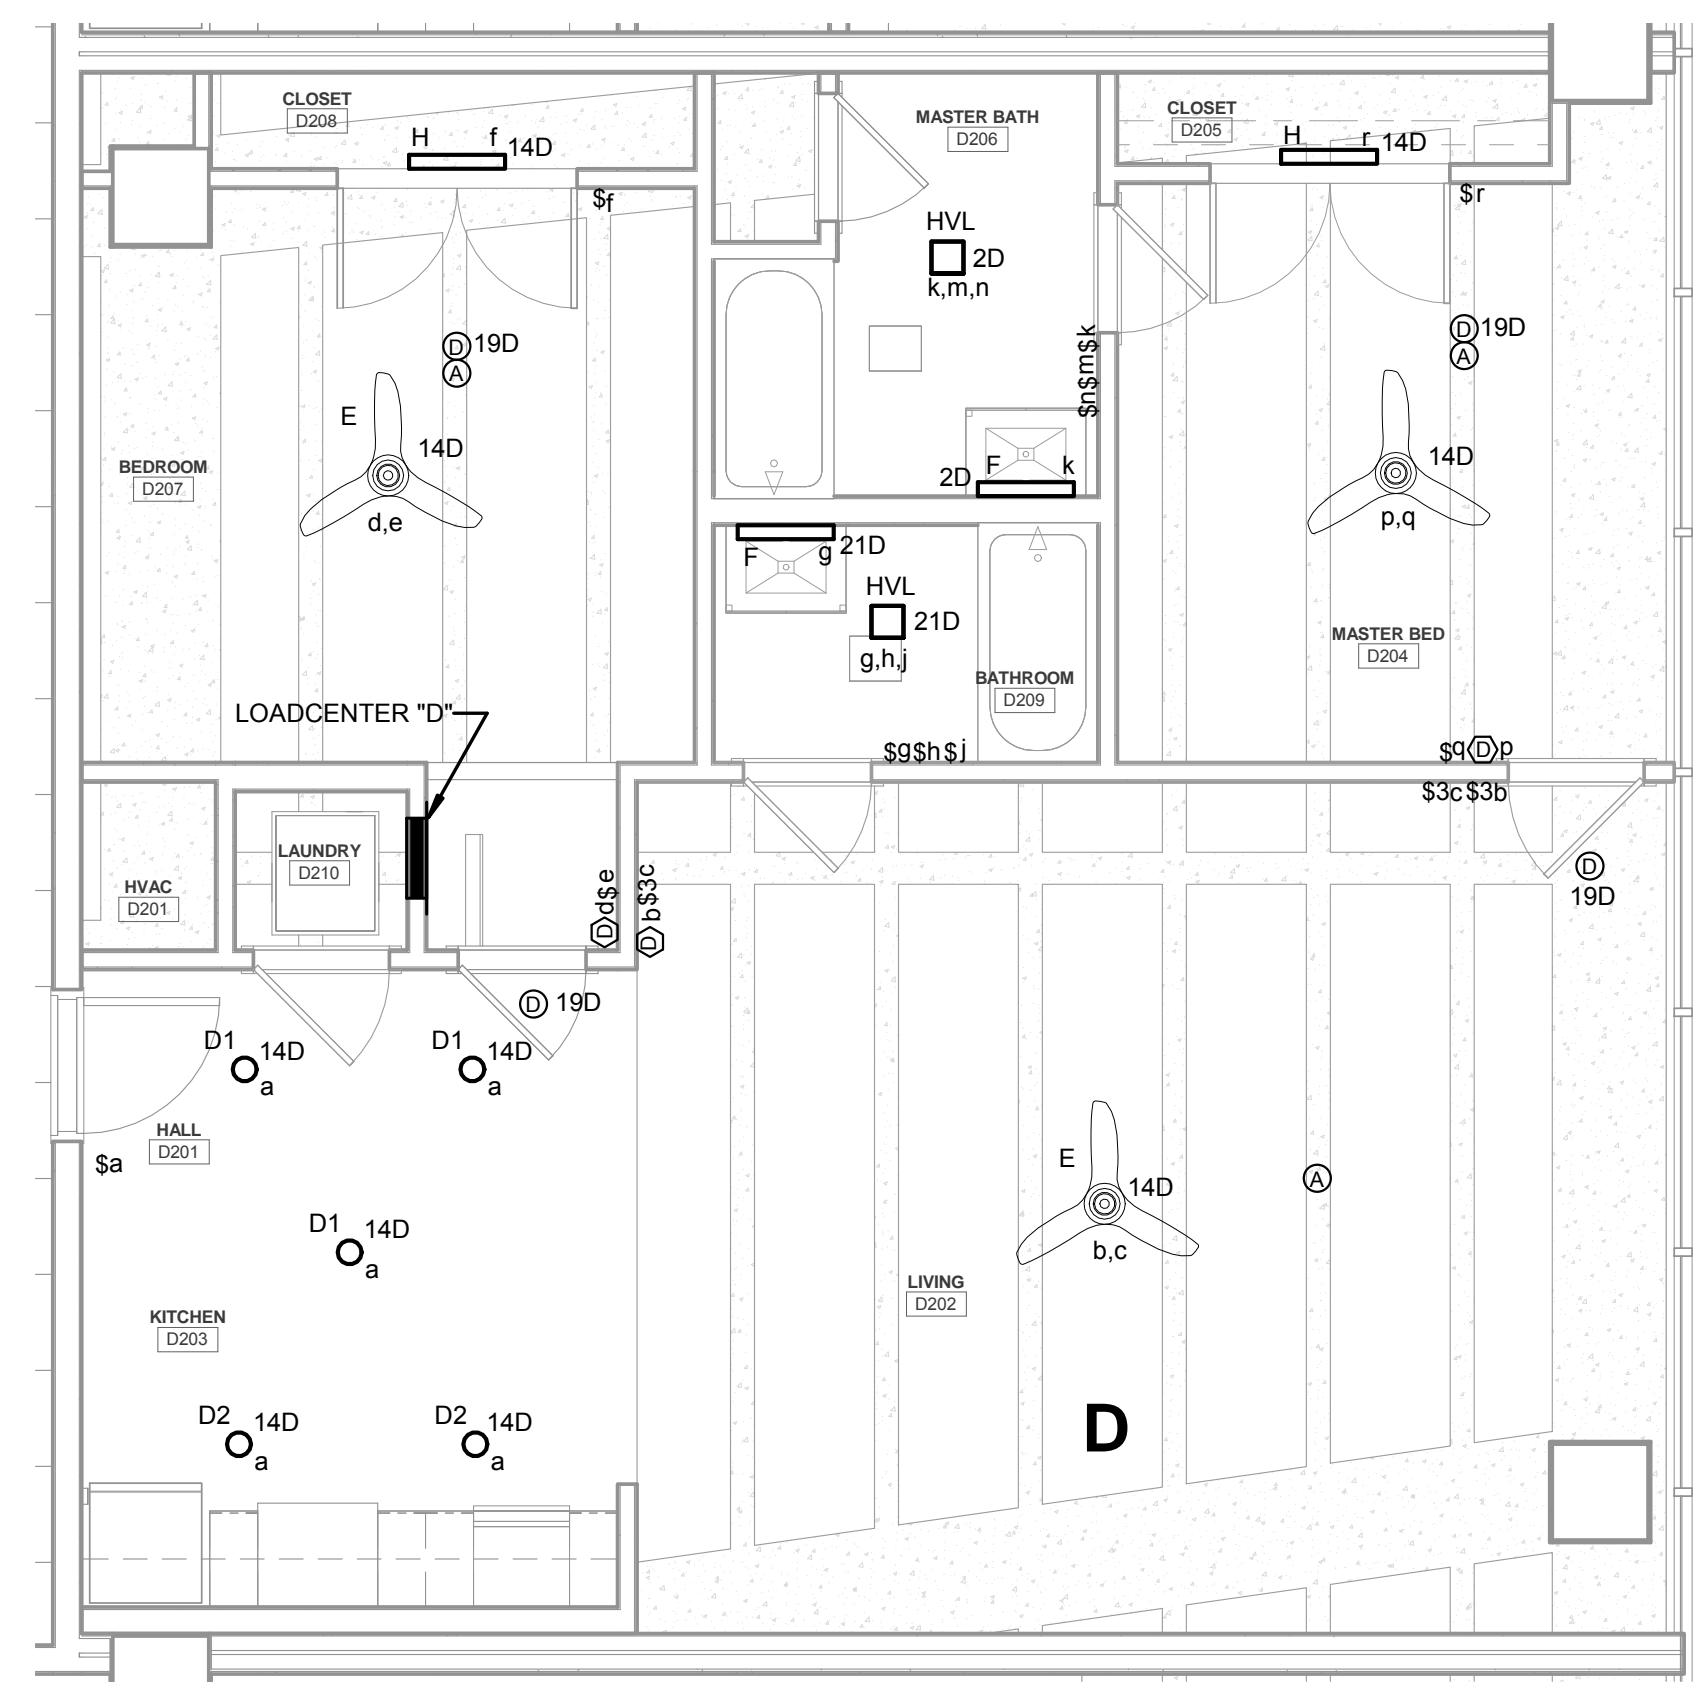 CLOSET
D208
H f 14D
$f
MASTER BATH
D206
CLOSET
D205
H r 14D
$r
HVL
2D
k,m,n
$n$m$k
D 19D
A
E
14D
d,e
BEDROOM
D207
D 19D
A
14D
p,q
2D F k
F g 21D
HVL
21D
g,h,j
BATHROOM
D209
MASTER BED
D204
LOADCENTER "D"
$g$h$j
$q D p
$3c$3b
LAUNDRY
D210
HVAC
D201
D d$e
D b$3c
D
19D
D 19D
D1 14D
a
D1 14D
a
HALL
D201
$a
D1 14D
a
E
14D
b,c
A
LIVING
D202
KITCHEN
D203
D2 14D
a
D2 14D
a
D